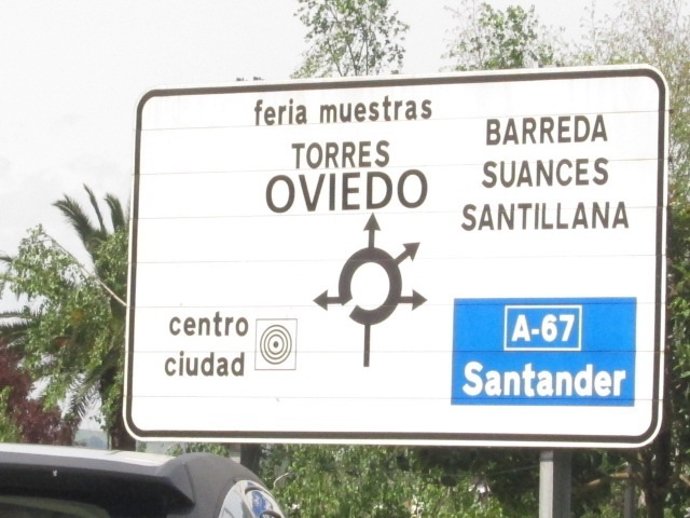 feria muestras
TORRES
OVIEDO
BARREDA
SUANCES
SANTILLANA
centro
ciudad
A-67
Santander